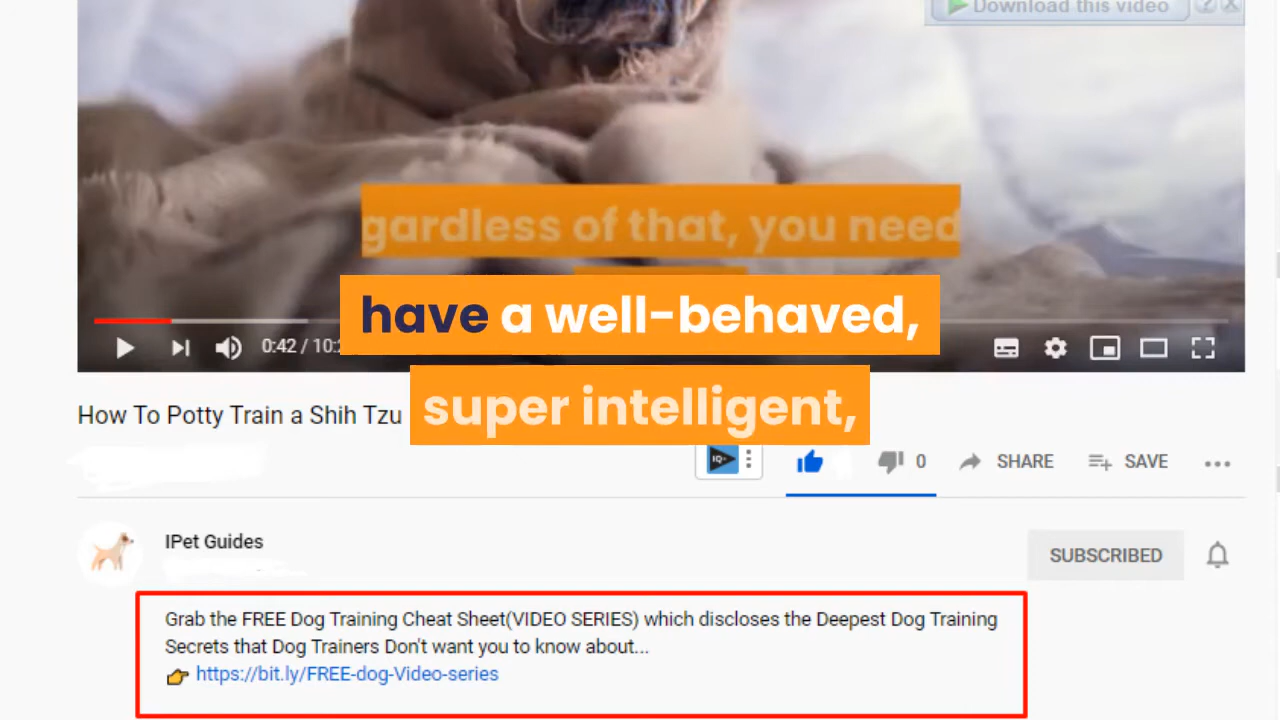 Download this video
gardless of that, you need
have a well-behaved,
super intelligent,
0:42 / 10:
How To Potty Train a Shih Tzu
IQ
0
SHARE
SAVE
IPet Guides
SUBSCRIBED
Grab the FREE Dog Training Cheat Sheet(VIDEO SERIES) which discloses the Deepest Dog Training
Secrets that Dog Trainers Don't want you to know about...
https://bit.ly/FREE-dog-Video-series